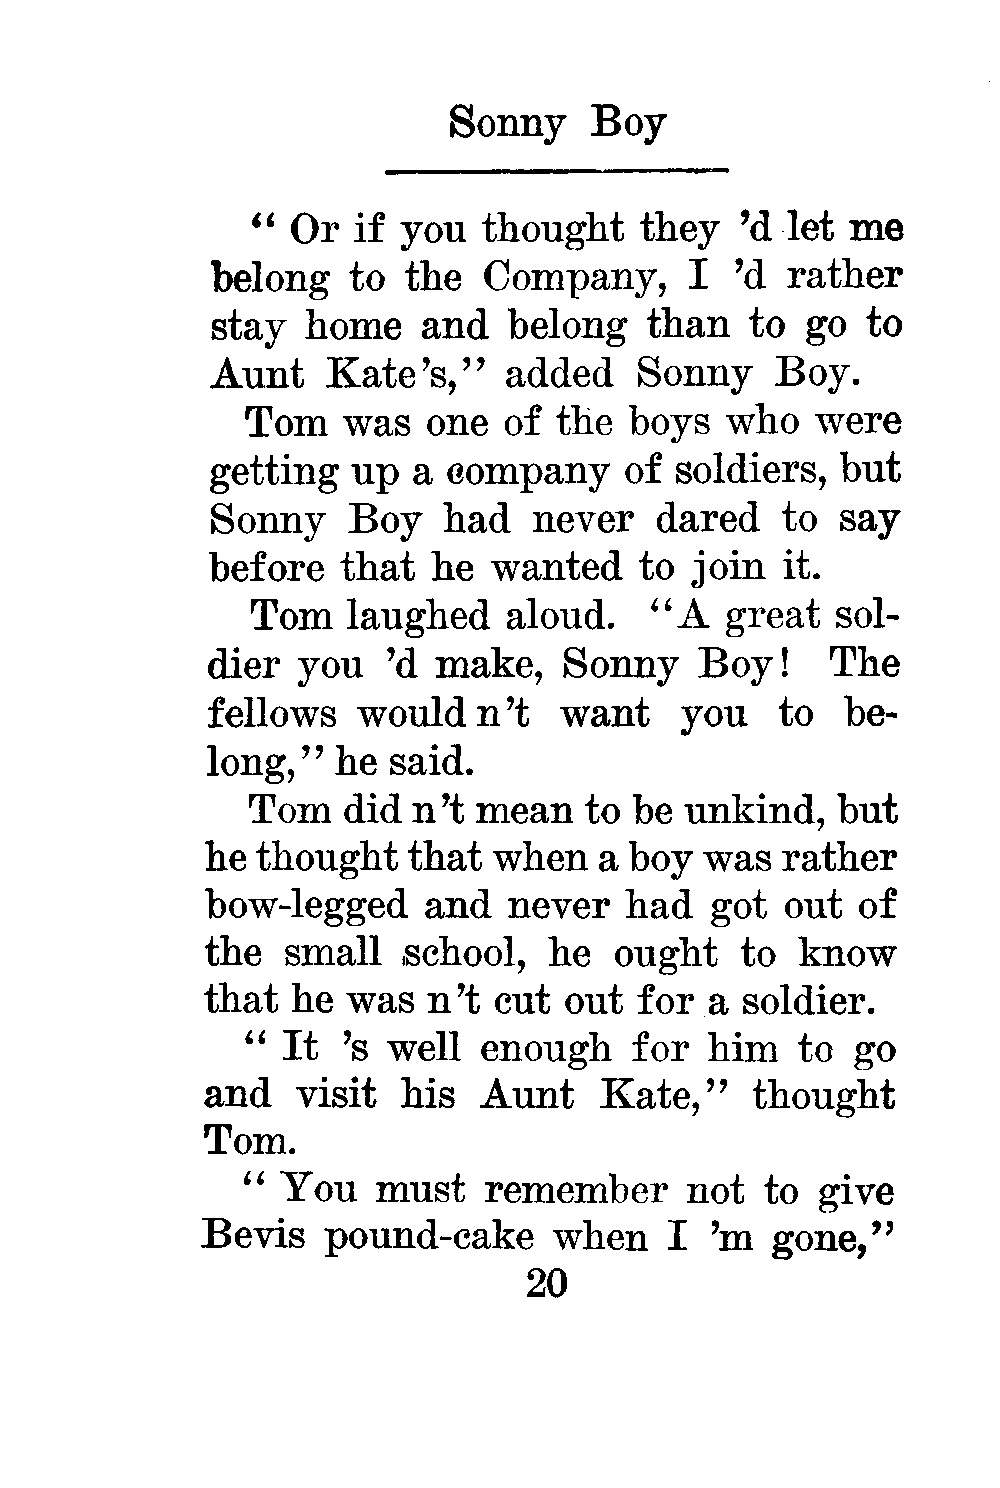 Sonny Boy
" Or if you thought they 'd let me
belong to the Company, I 'd rather
stay home and belong than to go to
Aunt Kate's," added Sonny Boy.
Tom was one of the boys who were
getting up a company of soldiers, but
Sonny Boy had never dared to say
before that he wanted to join it.
Tom laughed aloud. "A great sol-
dier you 'd make, Sonny Boy! The
fellows would n't want you to be-
long," he said.
Tom did n't mean to be unkind, but
he thought that when a boy was rather
bow-legged and never had got out of
the small school, he ought to know
that he was n't cut out for a soldier.
" It 's well enough for him to go
and visit his Aunt Kate," thought
Tom.
" You must remember not to give
Bevis pound-cake when I 'm gone,"
20